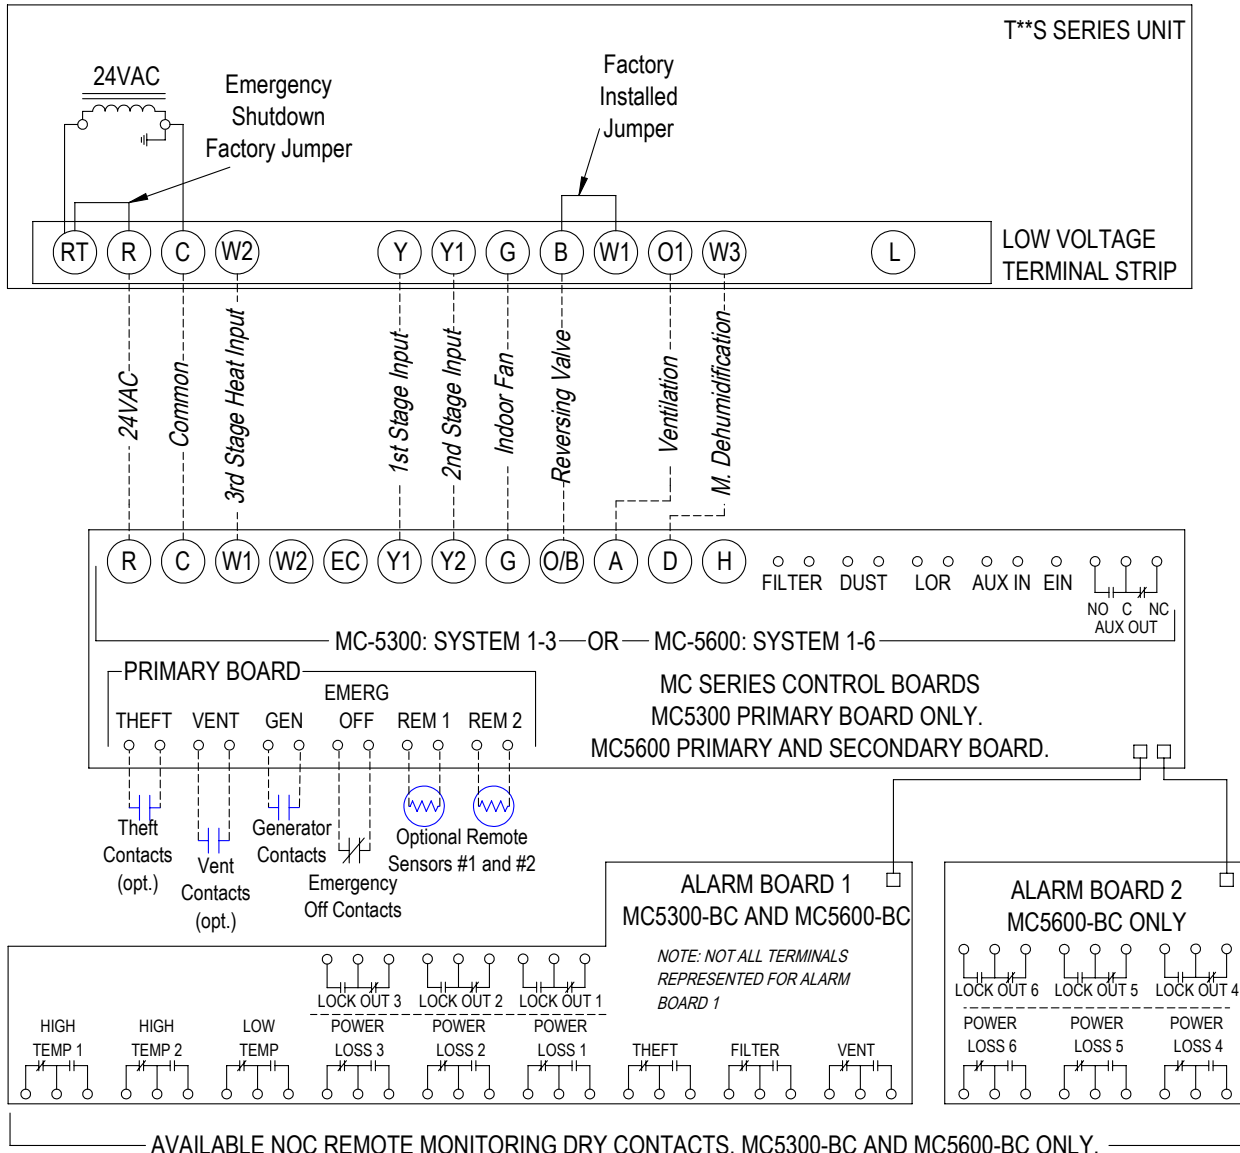 T**S SERIES UNIT
24VAC
Emergency
Shutdown
Factory Jumper
Factory
Installed
Jumper
RT R C W2 Y Y1 G B W1 O1 W3 L
LOW VOLTAGE
TERMINAL STRIP
24VAC
Common
3rd Stage Heat Input
1st Stage Input
2nd Stage Input
Indoor Fan
Reversing Valve
Ventilation
M. Dehumidification
R C W1 W2 EC Y1 Y2 G O/B A D H
FILTER DUST LOR AUX IN EIN
NO C NC
AUX OUT
MC-5300: SYSTEM 1-3 OR MC-5600: SYSTEM 1-6
PRIMARY BOARD
MC SERIES CONTROL BOARDS
MC5300 PRIMARY BOARD ONLY.
MC5600 PRIMARY AND SECONDARY BOARD.
EMERG
THEFT VENT GEN OFF REM 1 REM 2
Theft
Contacts
(opt.)
Vent
Contacts
(opt.)
Generator
Contacts
Emergency
Off Contacts
Optional Remote
Sensors #1 and #2
ALARM BOARD 1
MC5300-BC AND MC5600-BC
NOTE: NOT ALL TERMINALS
REPRESENTED FOR ALARM
BOARD 1
ALARM BOARD 2
MC5600-BC ONLY
LOCK OUT 3 LOCK OUT 2 LOCK OUT 1
LOCK OUT 6 LOCK OUT 5 LOCK OUT 4
HIGH
TEMP 1
HIGH
TEMP 2
LOW
TEMP
POWER
LOSS 3
POWER
LOSS 2
POWER
LOSS 1
THEFT
FILTER
VENT
POWER
LOSS 6
POWER
LOSS 5
POWER
LOSS 4
AVAILABLE NOC REMOTE MONITORING DRY CONTACTS. MC5300-BC AND MC5600-BC ONLY.